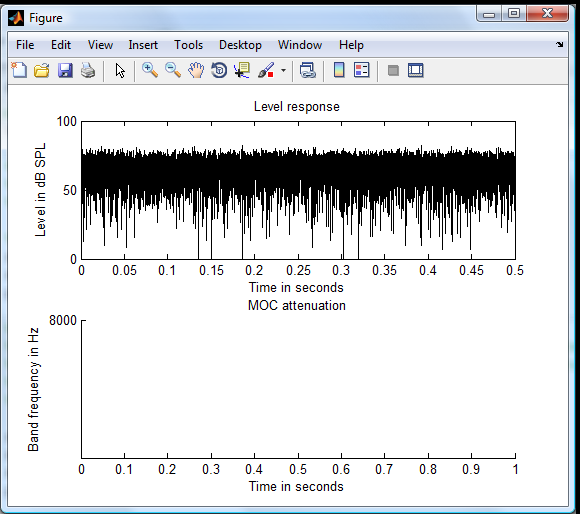 Figure
File Edit View Insert Tools Desktop Window Help
Level response
100
50
0
Level in dB SPL
0 0.05 0.1 0.15 0.2 0.25 0.3 0.35 0.4 0.45 0.5
Time in seconds
MOC attenuation
8000
Band frequency in Hz
0 0.1 0.2 0.3 0.4 0.5 0.6 0.7 0.8 0.9 1
Time in seconds